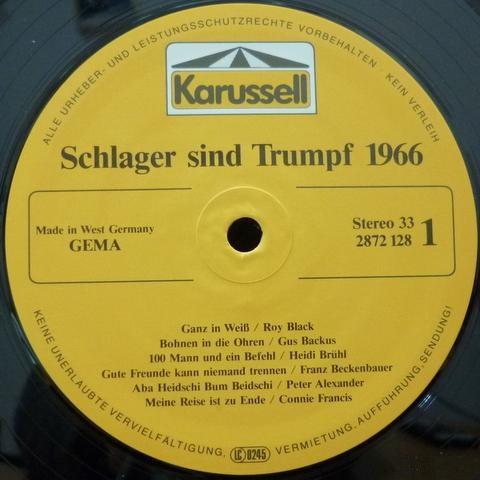 ALLE URHEBER- UND LEISTUNGSSCHUTZRECHTE VORBEHALTEN · KEIN VERLEIH
Karussell
Schlager sind Trumpf 1966
Made in West Germany
GEMA
Stereo 33
2872 128 1
Ganz in Weiß / Roy Black
Bohnen in die Ohren / Gus Backus
100 Mann und ein Befehl / Heidi Brühl
Gute Freunde kann niemand trennen / Franz Beckenbauer
Aba Heidschi Bum Beidschi / Peter Alexander
Meine Reise ist zu Ende / Connie Francis
KEINE UNERLAUBTE VERVIELFÄLTIGUNG, VERMIETUNG, AUFFÜHRUNG, SENDUNG!
LC 8245